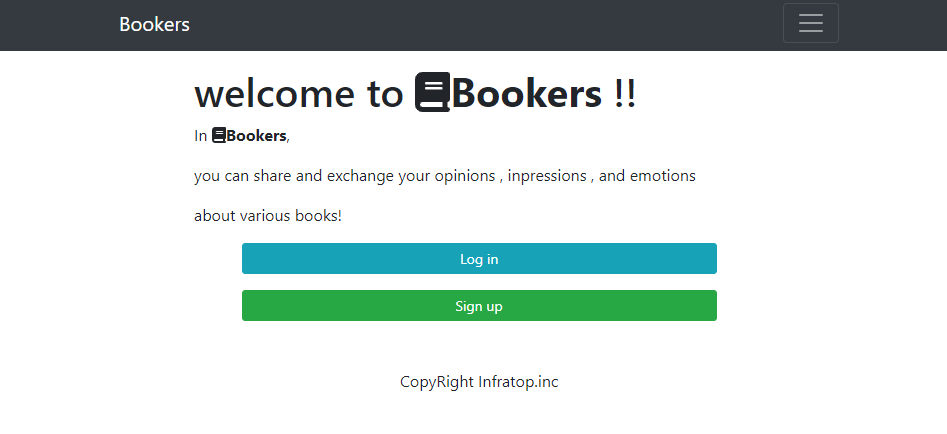 Bookers
welcome to Bookers !!
In Bookers,
you can share and exchange your opinions , inpressions , and emotions
about various books!
Log in
Sign up
CopyRight Infratop.inc